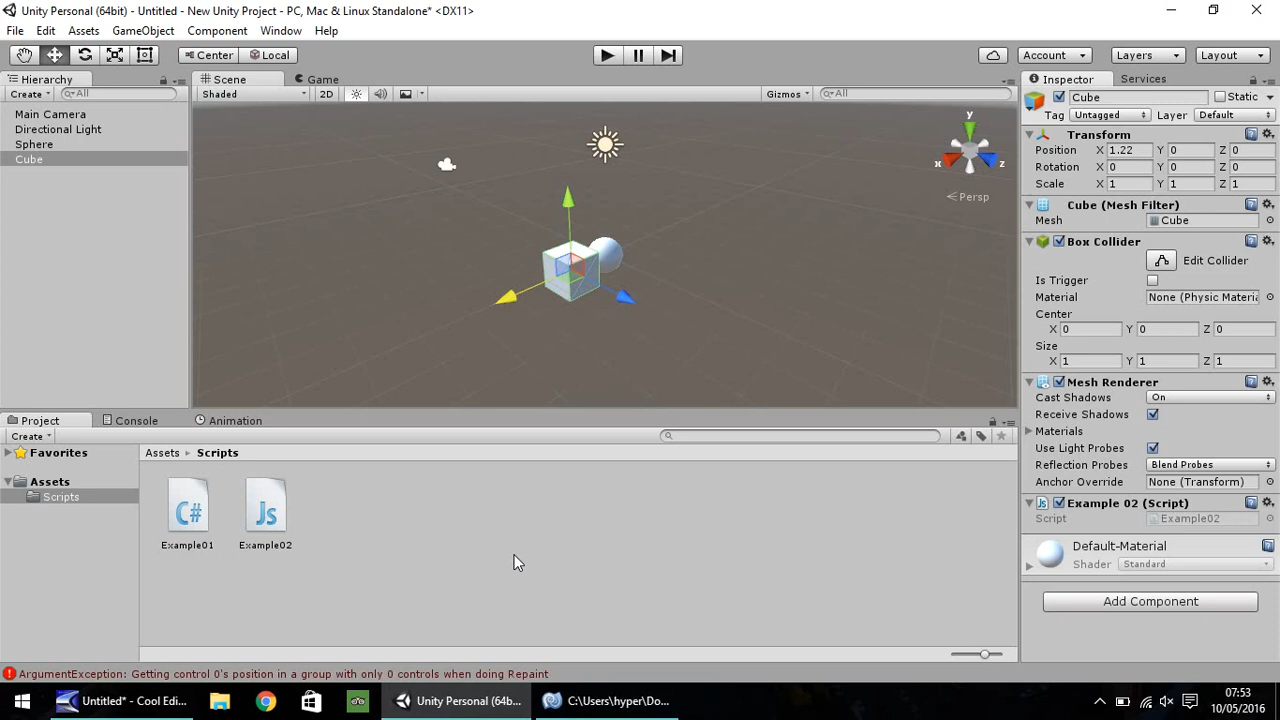 Unity Personal (64bit) - Untitled - New Unity Project - PC, Mac & Linux Standalone* <DX11>
File Edit Assets GameObject Component Window Help
Center Local Account Layers Layout
Hierarchy Scene Game Inspector Services
Create All Shaded 2D Gizmos All Cube Static
Tag Untagged Layer Default
Main Camera
Directional Light
Sphere
Cube
y
x
z
Persp
Transform
Position X 1.22 Y 0 Z 0
Rotation X 0 Y 0 Z 0
Scale X 1 Y 1 Z 1
Cube (Mesh Filter)
Mesh Cube
Box Collider
Edit Collider
Is Trigger
Material None (Physic Materia
Center
X 0 Y 0 Z 0
Size
X 1 Y 1 Z 1
Mesh Renderer
Cast Shadows On
Receive Shadows
Materials
Use Light Probes
Reflection Probes Blend Probes
Anchor Override None (Transform)
Example 02 (Script)
Script Example02
Default-Material
Shader Standard
Add Component
Project Console Animation
Create
Favorites
Assets
Scripts
Assets Scripts
C# Js
Example01 Example02
ArgumentException: Getting control 0's position in a group with only 0 controls when doing Repaint
Untitled* - Cool Edi... Unity Personal (64b... C:\Users\hyper\Do...
07:53
10/05/2016